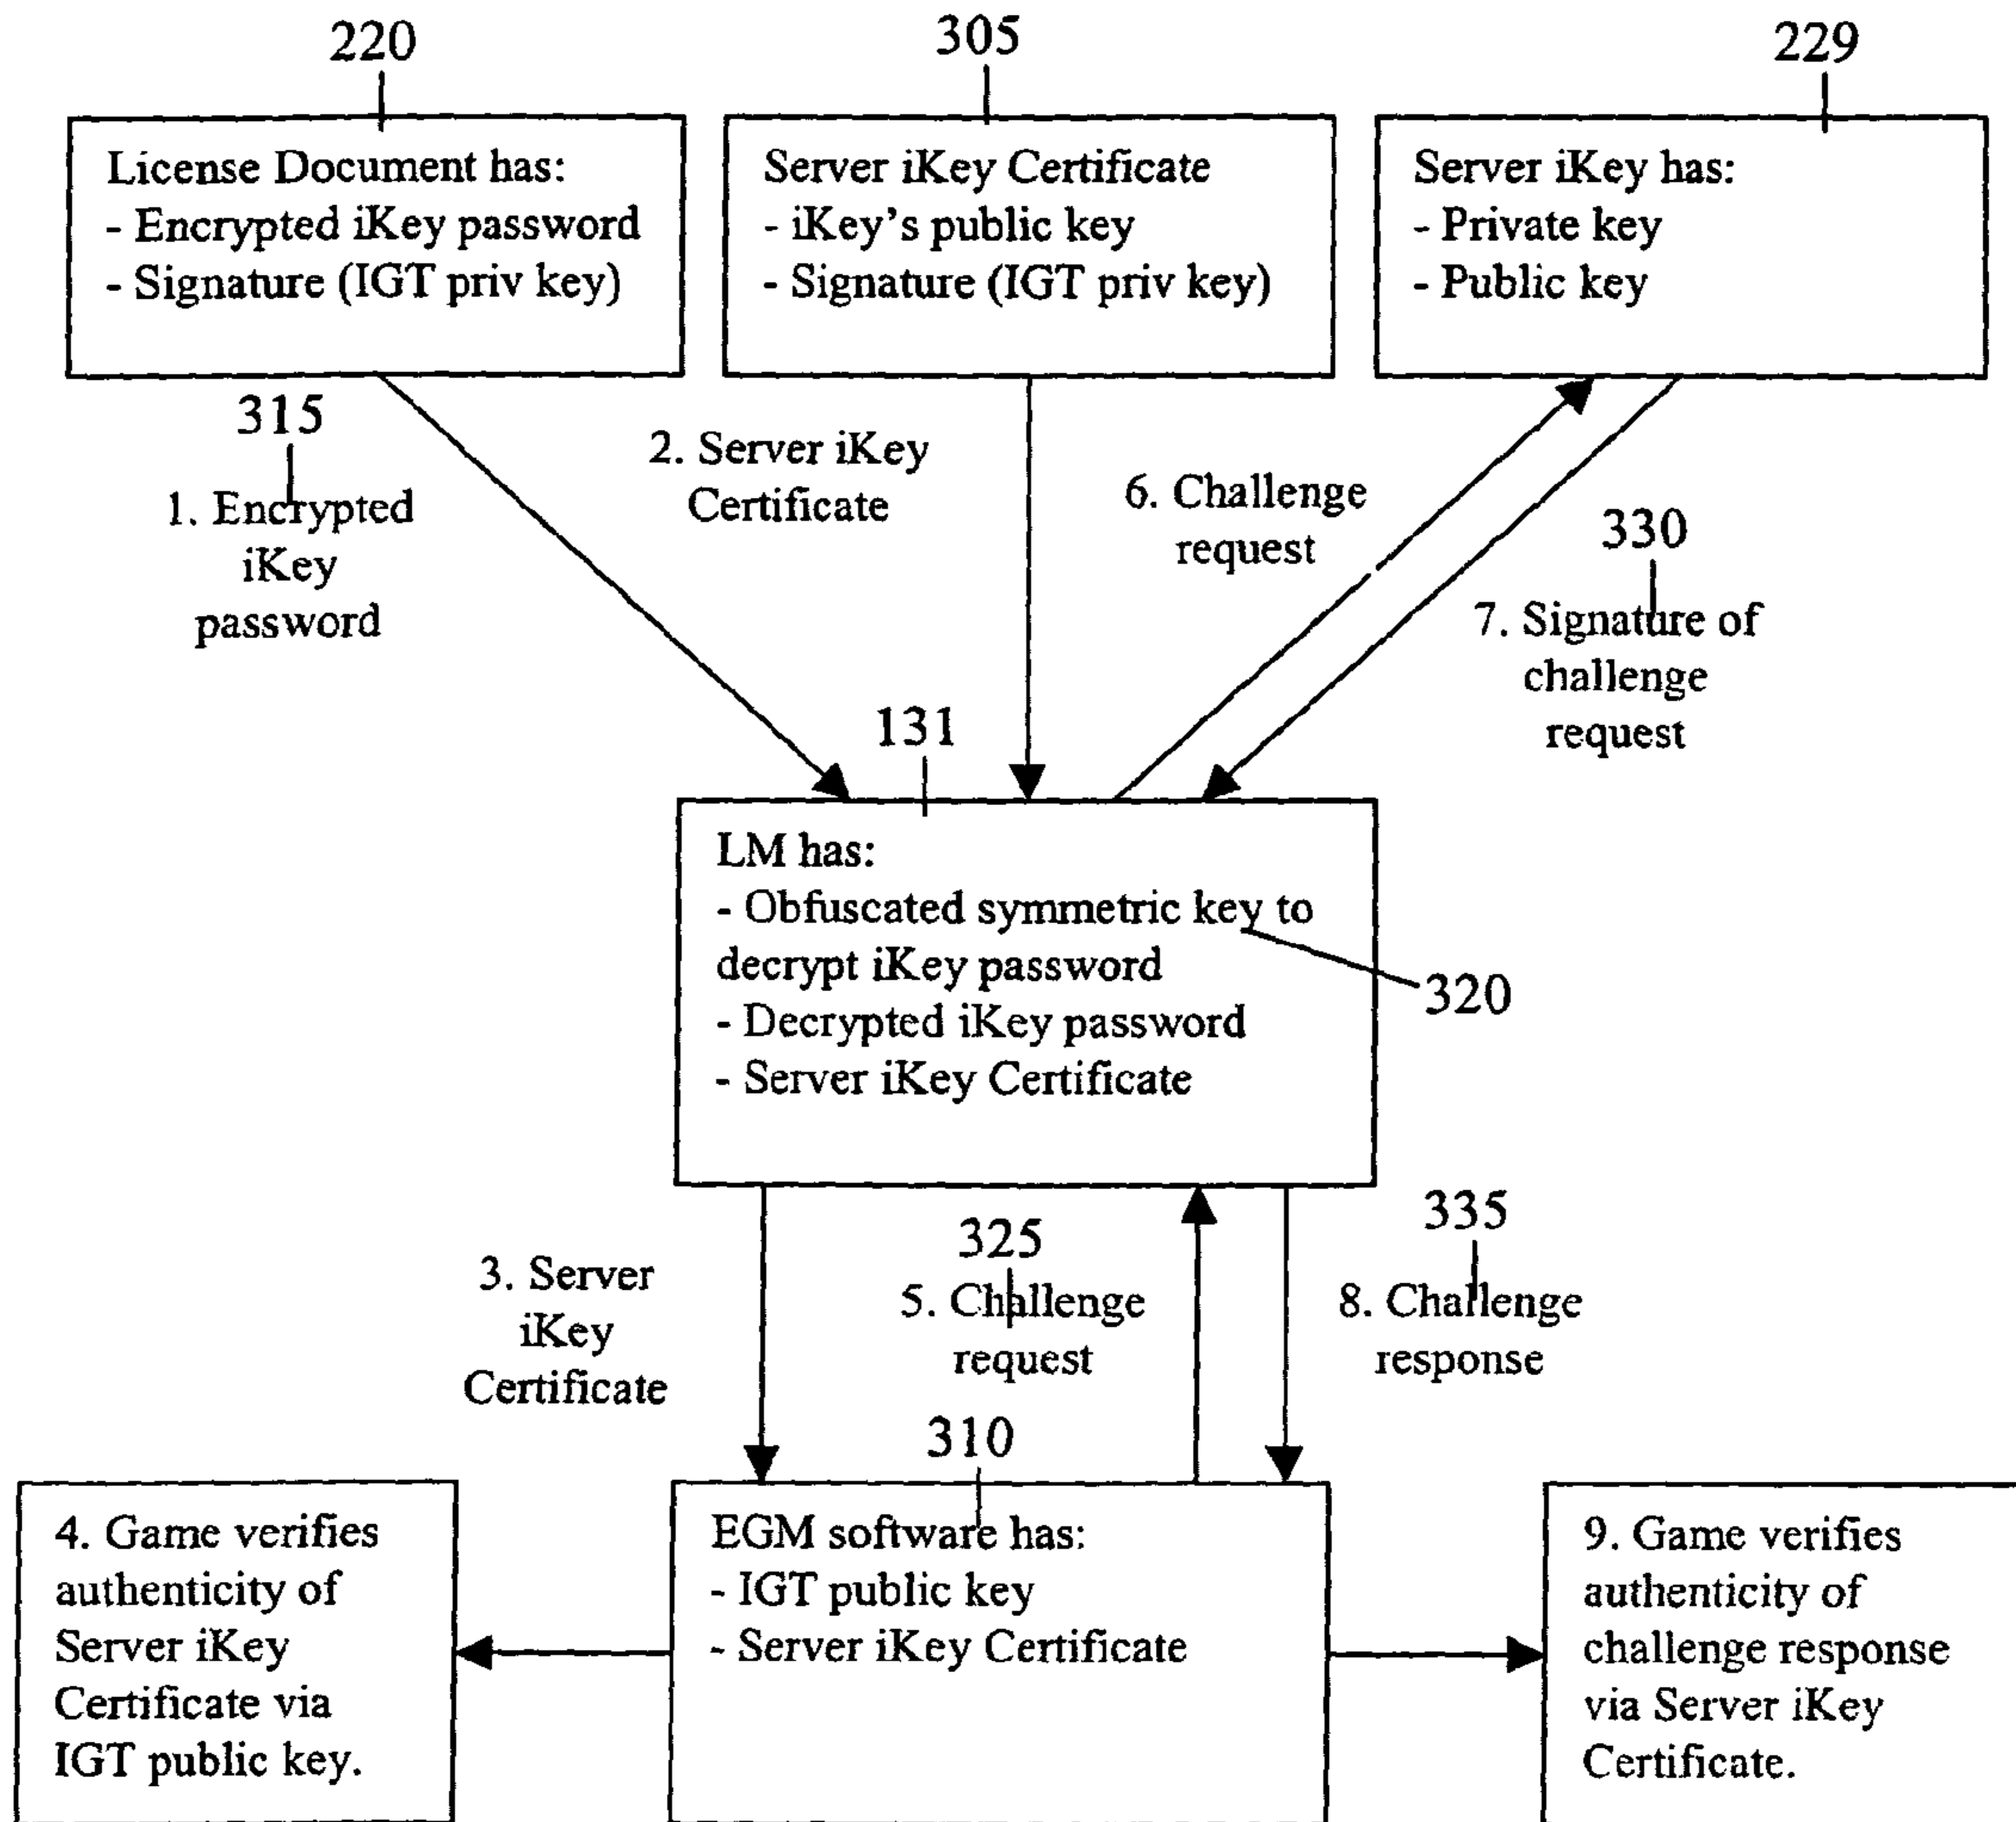 220
305
229
License Document has:
- Encrypted iKey password
- Signature (IGT priv key)
Server iKey Certificate
- iKey's public key
- Signature (IGT priv key)
Server iKey has:
- Private key
- Public key
315
1. Encrypted
iKey
password
2. Server iKey
Certificate
6. Challenge
request
330
7. Signature of
challenge
request
131
LM has:
- Obfuscated symmetric key to
decrypt iKey password
- Decrypted iKey password
- Server iKey Certificate
320
3. Server
iKey
Certificate
325
5. Challenge
request
335
8. Challenge
response
310
4. Game verifies
authenticity of
Server iKey
Certificate via
IGT public key.
EGM software has:
- IGT public key
- Server iKey Certificate
9. Game verifies
authenticity of
challenge response
via Server iKey
Certificate.